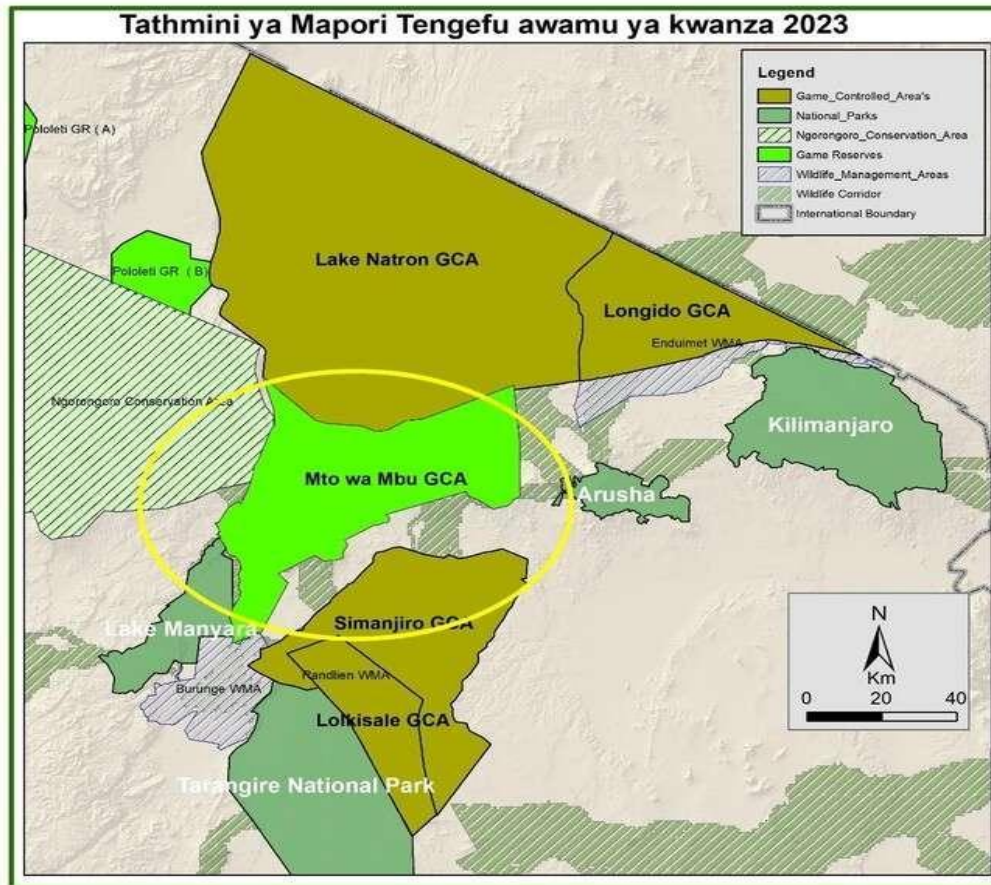 Tathmini ya Mapori Tengefu awamu ya kwanza 2023
Legend
Game_Controlled_Area's
National_Parks
Ngorongoro_Conservation_Area
Game Reserves
Wildlife_Management_Areas
Wildlife Corridor
International Boundary
Pololeti GR ( A)
Pololeti GR ( B)
Lake Natron GCA
Longido GCA
Enduimet WMA
Ngorongoro Conservation Area
Kilimanjaro
Mto wa Mbu GCA
Arusha
Simanjiro GCA
Lake Manyara
Randilen WMA
Burunge WMA
Lolkisale GCA
Tarangire National Park
N
Km
0 20 40